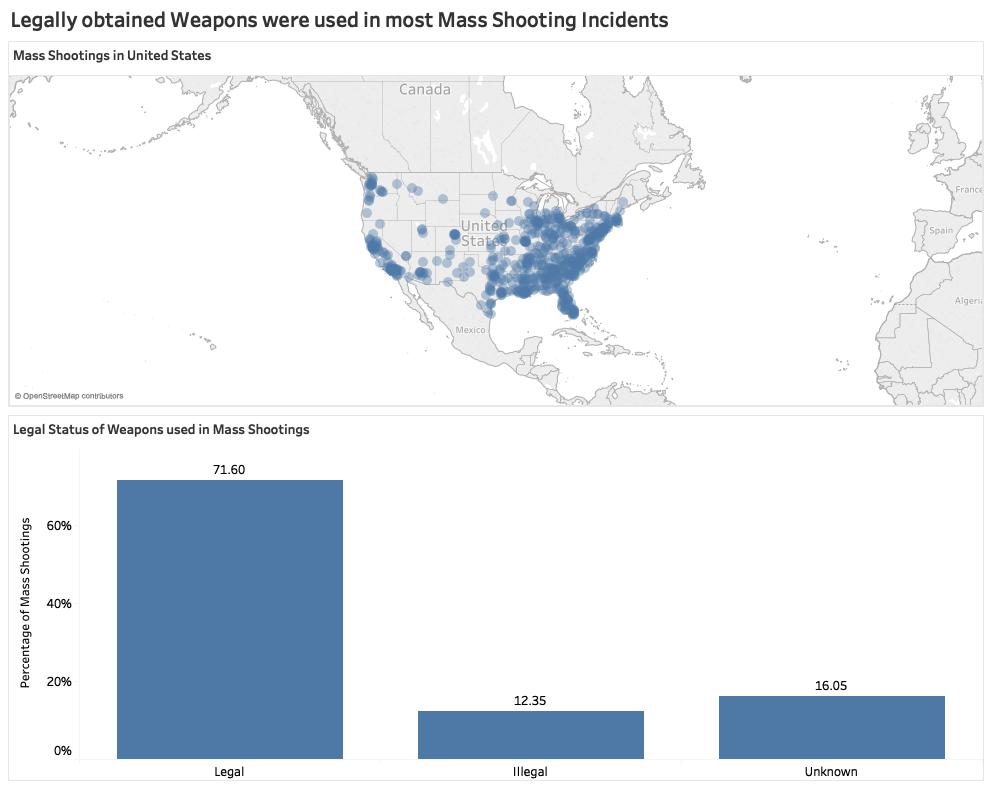 Legally obtained Weapons were used in most Mass Shooting Incidents
Mass Shootings in United States
Canada
United
States
Mexico
France
Spain
Algeria
© OpenStreetMap contributors
Legal Status of Weapons used in Mass Shootings
71.60
60%
40%
20%
0%
Percentage of Mass Shootings
12.35
16.05
Legal
Illegal
Unknown